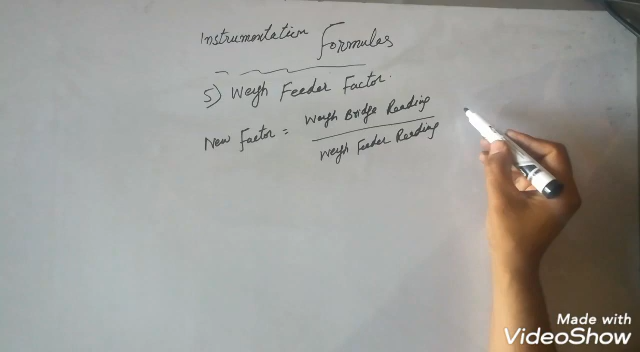 Instrumentation Formulas
5) Weigh Feeder Factor.
New Factor = Weigh Bridge Reading
Weigh Feeder Reading
Made with
VideoShow